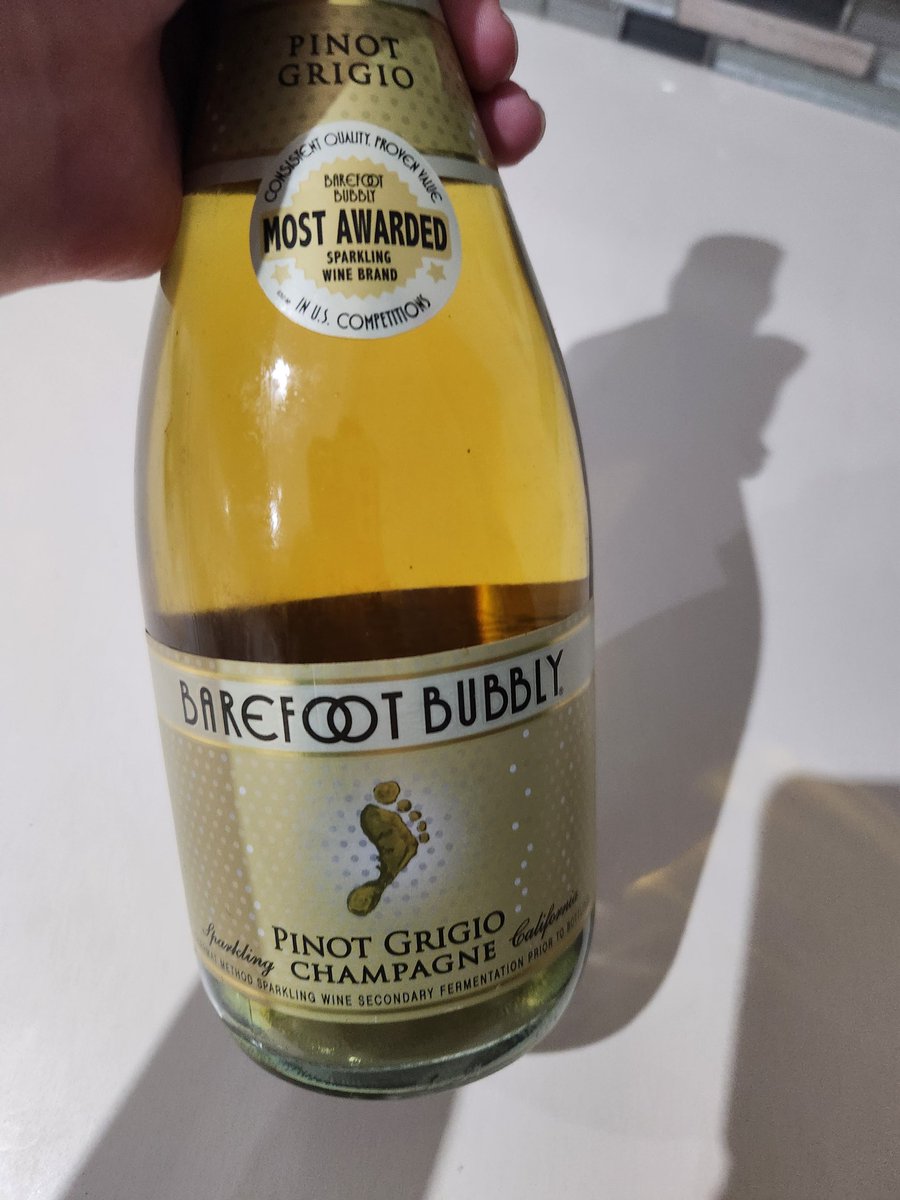 PINOT
GRIGIO
CONSISTENT QUALITY. PROVEN VALUE
BAREFOOT
BUBBLY
MOST AWARDED
SPARKLING
WINE BRAND
IN U.S. COMPETITIONS
BAREFOOT BUBBLY®
Sparkling PINOT GRIGIO California
CHAMPAGNE
METHOD SPARKLING WINE SECONDARY FERMENTATION PRIOR TO